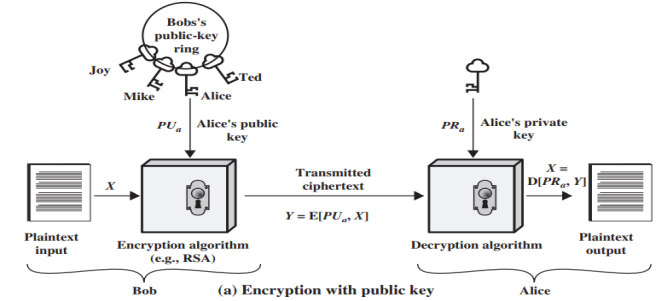 Bobs's
public-key
ring
Joy
Ted
Mike
Alice
PUa
Alice's public
key
PRa
Alice's private
key
X
Transmitted
ciphertext
X =
D[PRa, Y]
Y = E[PUa, X]
Plaintext
input
Encryption algorithm
(e.g., RSA)
Decryption algorithm
Plaintext
output
Bob
(a) Encryption with public key
Alice